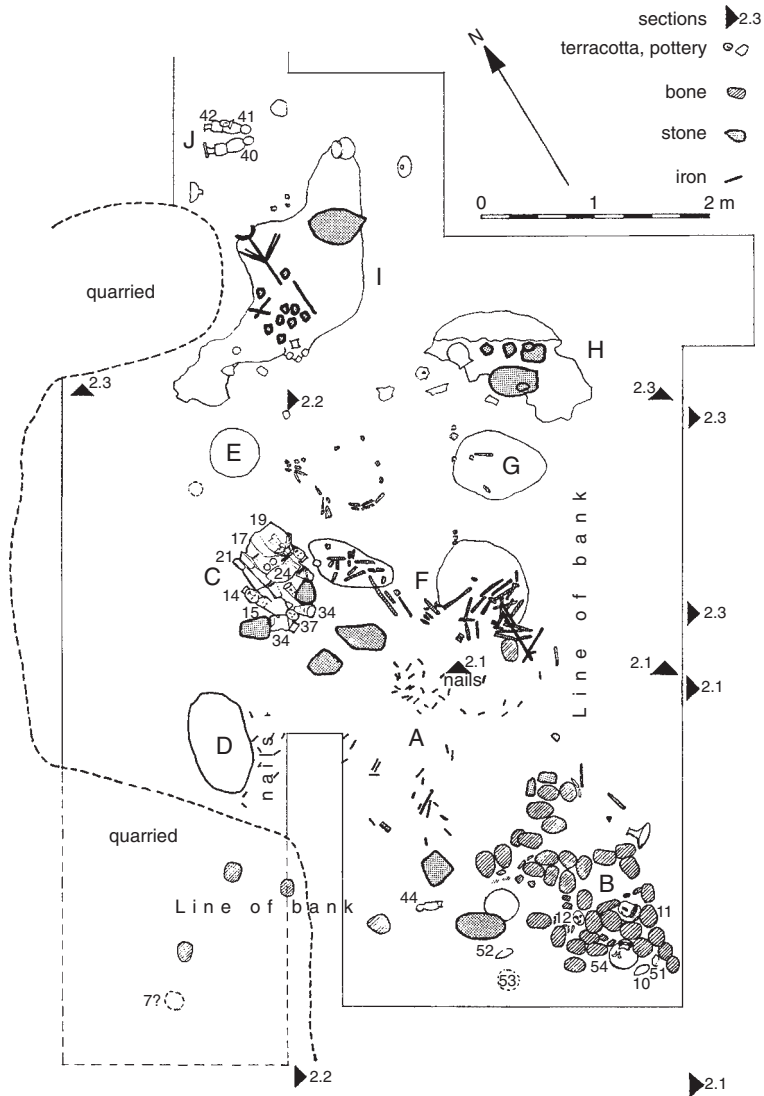 sections 2.3
terracotta, pottery
bone
stone
iron
N
0 1 2 m
42 41
J
40
quarried
I
H
2.3
2.2
2.3
2.3
E
G
19
17
21
C
24
14
15
34
37
34
F
Line of bank
2.3
2.1
nails
2.1
2.1
A
D
nails
quarried
Line of bank
B
44
12
11
52
54
51
10
53
7?
2.2
2.1